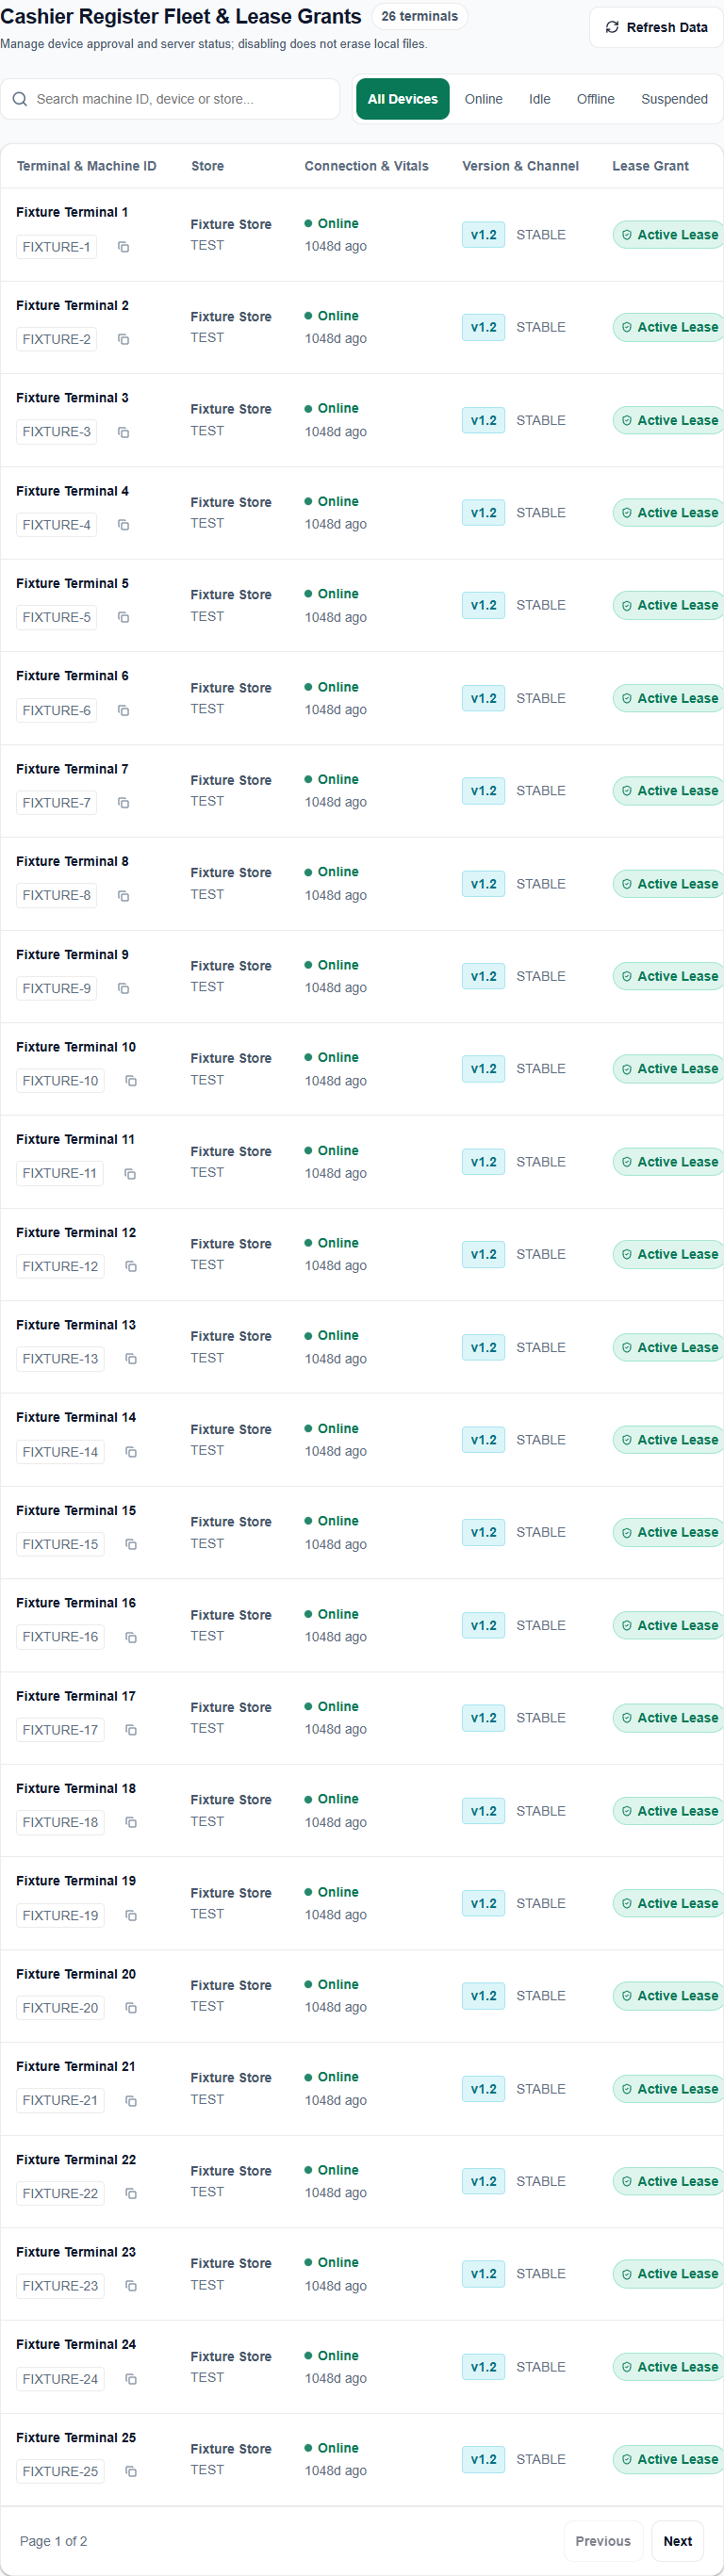 Cashier Register Fleet & Lease Grants 26 terminals
Refresh Data
Manage device approval and server status; disabling does not erase local files.
Search machine ID, device or store...
All Devices Online Idle Offline Suspended
Terminal & Machine ID Store Connection & Vitals Version & Channel Lease Grant
Fixture Terminal 1
FIXTURE-1
Fixture Store
TEST
Online
1048d ago
v1.2 STABLE
Active Lease
Fixture Terminal 2
FIXTURE-2
Fixture Store
TEST
Online
1048d ago
v1.2 STABLE
Active Lease
Fixture Terminal 3
FIXTURE-3
Fixture Store
TEST
Online
1048d ago
v1.2 STABLE
Active Lease
Fixture Terminal 4
FIXTURE-4
Fixture Store
TEST
Online
1048d ago
v1.2 STABLE
Active Lease
Fixture Terminal 5
FIXTURE-5
Fixture Store
TEST
Online
1048d ago
v1.2 STABLE
Active Lease
Fixture Terminal 6
FIXTURE-6
Fixture Store
TEST
Online
1048d ago
v1.2 STABLE
Active Lease
Fixture Terminal 7
FIXTURE-7
Fixture Store
TEST
Online
1048d ago
v1.2 STABLE
Active Lease
Fixture Terminal 8
FIXTURE-8
Fixture Store
TEST
Online
1048d ago
v1.2 STABLE
Active Lease
Fixture Terminal 9
FIXTURE-9
Fixture Store
TEST
Online
1048d ago
v1.2 STABLE
Active Lease
Fixture Terminal 10
FIXTURE-10
Fixture Store
TEST
Online
1048d ago
v1.2 STABLE
Active Lease
Fixture Terminal 11
FIXTURE-11
Fixture Store
TEST
Online
1048d ago
v1.2 STABLE
Active Lease
Fixture Terminal 12
FIXTURE-12
Fixture Store
TEST
Online
1048d ago
v1.2 STABLE
Active Lease
Fixture Terminal 13
FIXTURE-13
Fixture Store
TEST
Online
1048d ago
v1.2 STABLE
Active Lease
Fixture Terminal 14
FIXTURE-14
Fixture Store
TEST
Online
1048d ago
v1.2 STABLE
Active Lease
Fixture Terminal 15
FIXTURE-15
Fixture Store
TEST
Online
1048d ago
v1.2 STABLE
Active Lease
Fixture Terminal 16
FIXTURE-16
Fixture Store
TEST
Online
1048d ago
v1.2 STABLE
Active Lease
Fixture Terminal 17
FIXTURE-17
Fixture Store
TEST
Online
1048d ago
v1.2 STABLE
Active Lease
Fixture Terminal 18
FIXTURE-18
Fixture Store
TEST
Online
1048d ago
v1.2 STABLE
Active Lease
Fixture Terminal 19
FIXTURE-19
Fixture Store
TEST
Online
1048d ago
v1.2 STABLE
Active Lease
Fixture Terminal 20
FIXTURE-20
Fixture Store
TEST
Online
1048d ago
v1.2 STABLE
Active Lease
Fixture Terminal 21
FIXTURE-21
Fixture Store
TEST
Online
1048d ago
v1.2 STABLE
Active Lease
Fixture Terminal 22
FIXTURE-22
Fixture Store
TEST
Online
1048d ago
v1.2 STABLE
Active Lease
Fixture Terminal 23
FIXTURE-23
Fixture Store
TEST
Online
1048d ago
v1.2 STABLE
Active Lease
Fixture Terminal 24
FIXTURE-24
Fixture Store
TEST
Online
1048d ago
v1.2 STABLE
Active Lease
Fixture Terminal 25
FIXTURE-25
Fixture Store
TEST
Online
1048d ago
v1.2 STABLE
Active Lease
Page 1 of 2
Previous Next